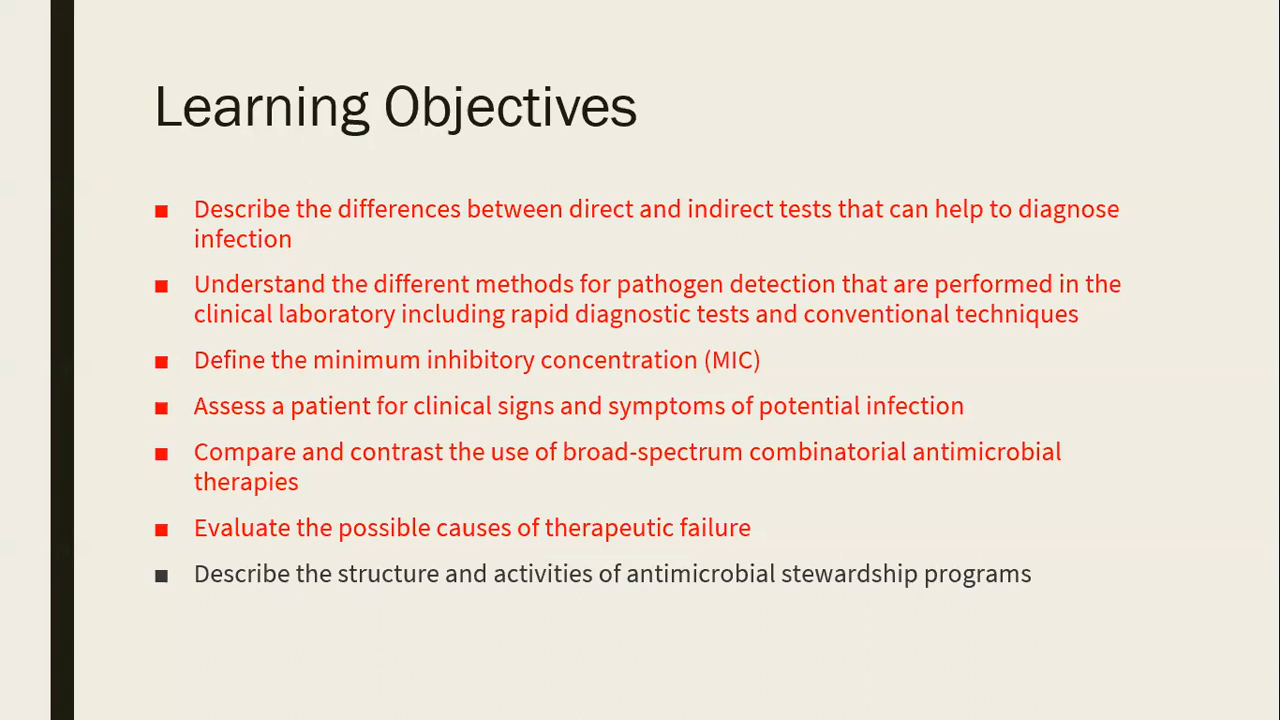 Learning Objectives
■ Describe the differences between direct and indirect tests that can help to diagnose
infection
■ Understand the different methods for pathogen detection that are performed in the
clinical laboratory including rapid diagnostic tests and conventional techniques
■ Define the minimum inhibitory concentration (MIC)
■ Assess a patient for clinical signs and symptoms of potential infection
■ Compare and contrast the use of broad-spectrum combinatorial antimicrobial
therapies
■ Evaluate the possible causes of therapeutic failure
■ Describe the structure and activities of antimicrobial stewardship programs